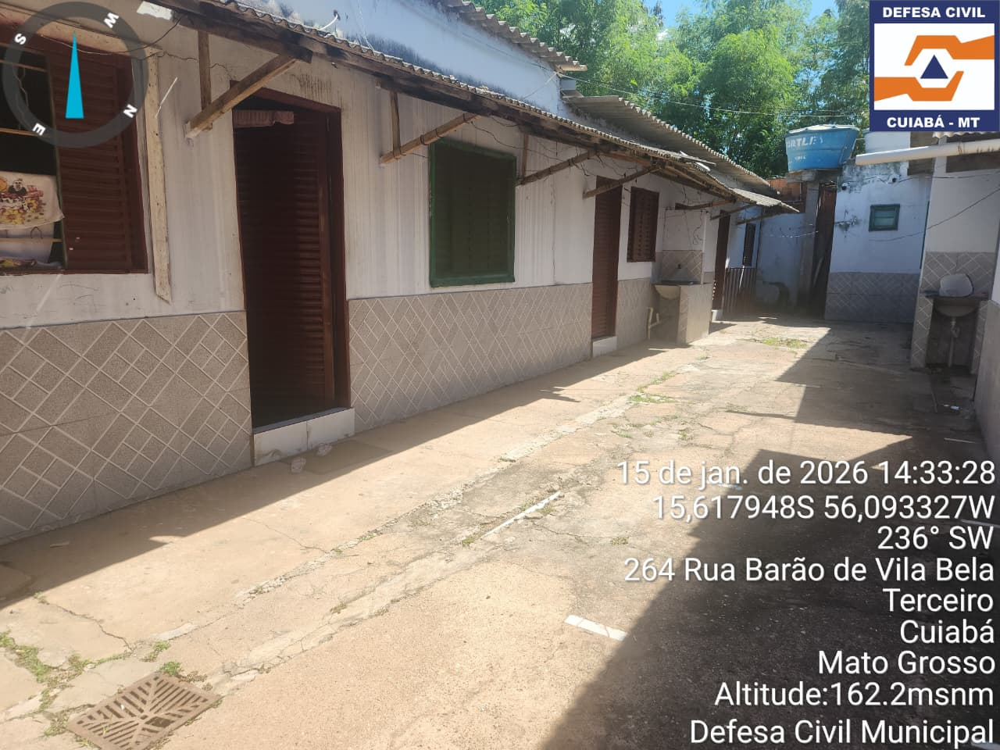 DEFESA CIVIL
CUIABÁ - MT
W
S
N
E
15 de jan. de 2026 14:33:28
15,617948S 56,093327W
236° SW
264 Rua Barão de Vila Bela
Terceiro
Cuiabá
Mato Grosso
Altitude:162.2msnm
Defesa Civil Municipal